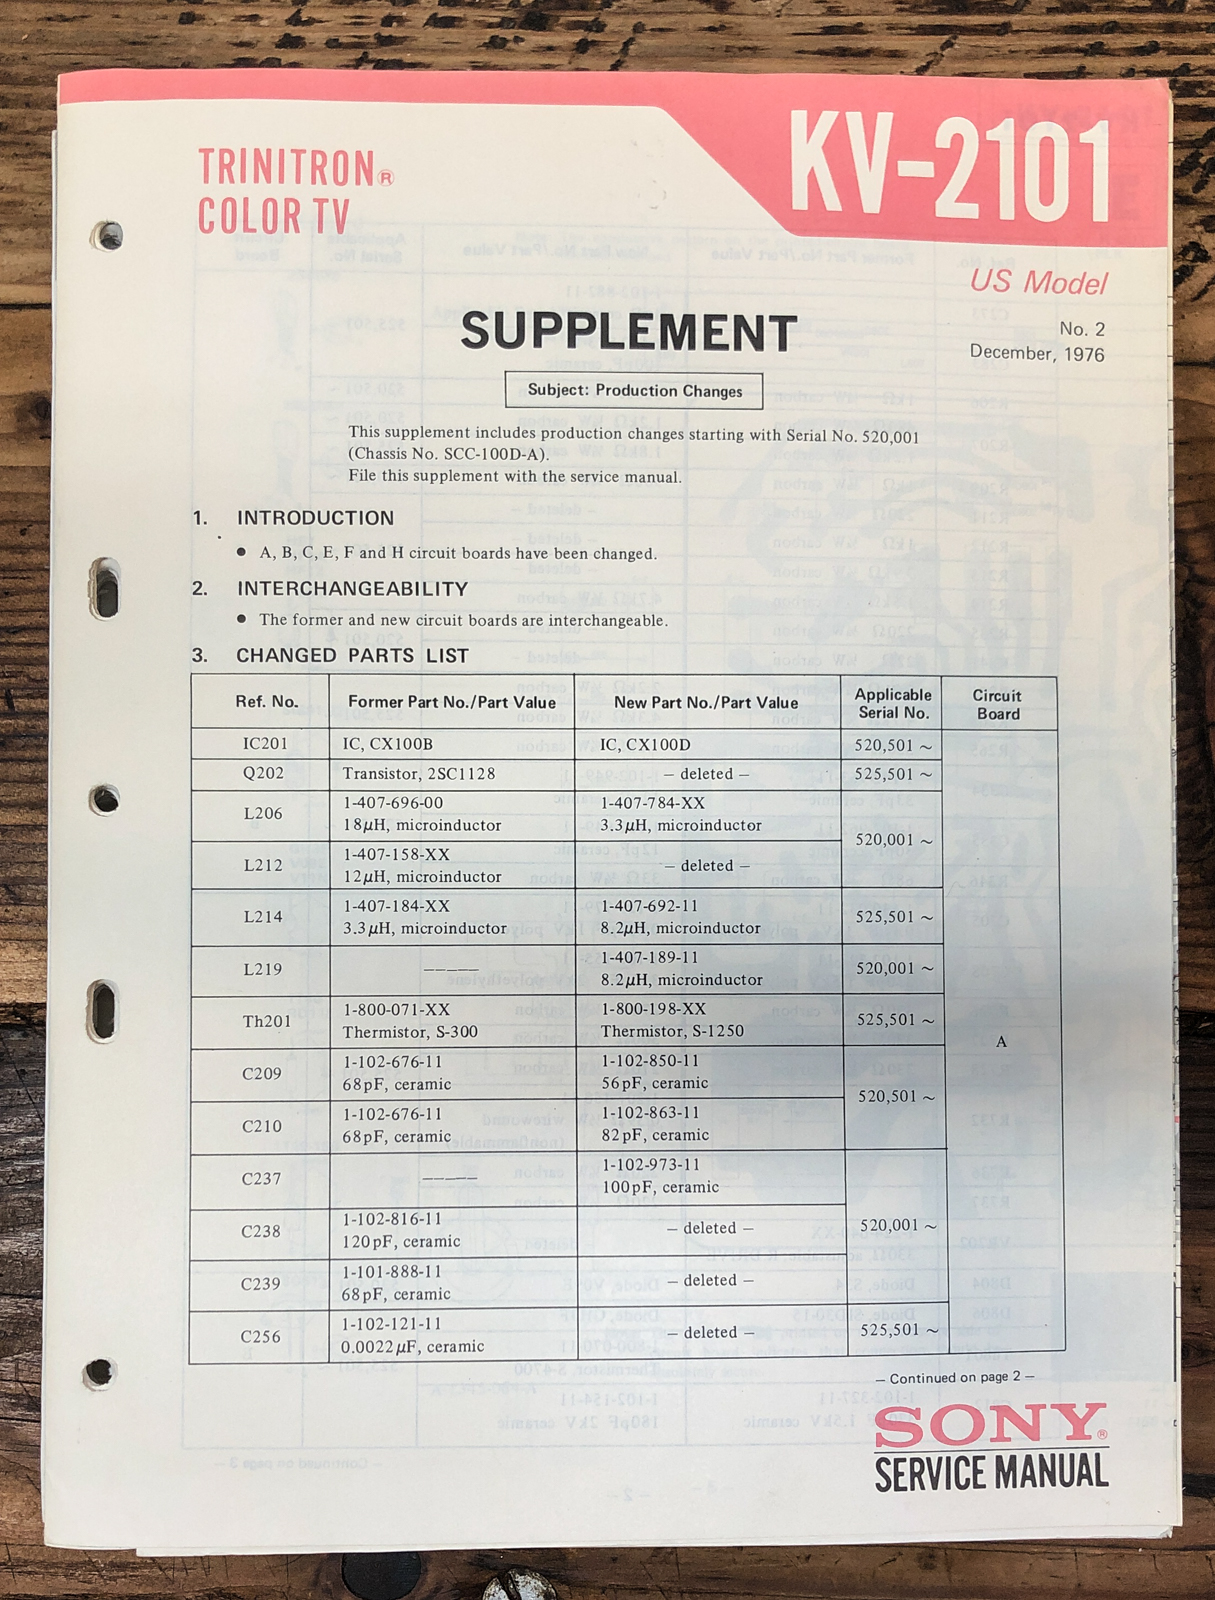 KV-2101
TRINITRON®
COLOR TV
US Model
SUPPLEMENT
No. 2
December, 1976
Subject: Production Changes
This supplement includes production changes starting with Serial No. 520,001
(Chassis No. SCC-100D-A).
File this supplement with the service manual.
1. INTRODUCTION
● A, B, C, E, F and H circuit boards have been changed.
2. INTERCHANGEABILITY
● The former and new circuit boards are interchangeable.
3. CHANGED PARTS LIST
Ref. No. Former Part No./Part Value New Part No./Part Value Applicable Serial No. Circuit Board
IC201 IC, CX100B IC, CX100D 520,501 ~
Q202 Transistor, 2SC1128 — deleted — 525,501 ~
L206 1-407-696-00 1-407-784-XX
18μH, microinductor 3.3μH, microinductor
520,001 ~
L212 1-407-158-XX — deleted —
12μH, microinductor
L214 1-407-184-XX 1-407-692-11 525,501 ~
3.3μH, microinductor 8.2μH, microinductor
L219 ————— 1-407-189-11 520,001 ~
8.2μH, microinductor
Th201 1-800-071-XX 1-800-198-XX 525,501 ~
Thermistor, S-300 Thermistor, S-1250
A
C209 1-102-676-11 1-102-850-11
68pF, ceramic 56pF, ceramic
520,501 ~
C210 1-102-676-11 1-102-863-11
68pF, ceramic 82pF, ceramic
C237 ————— 1-102-973-11
100pF, ceramic
C238 1-102-816-11 — deleted — 520,001 ~
120pF, ceramic
C239 1-101-888-11 — deleted —
68pF, ceramic
C256 1-102-121-11 — deleted — 525,501 ~
0.0022μF, ceramic
— Continued on page 2 —
SONY®
SERVICE MANUAL